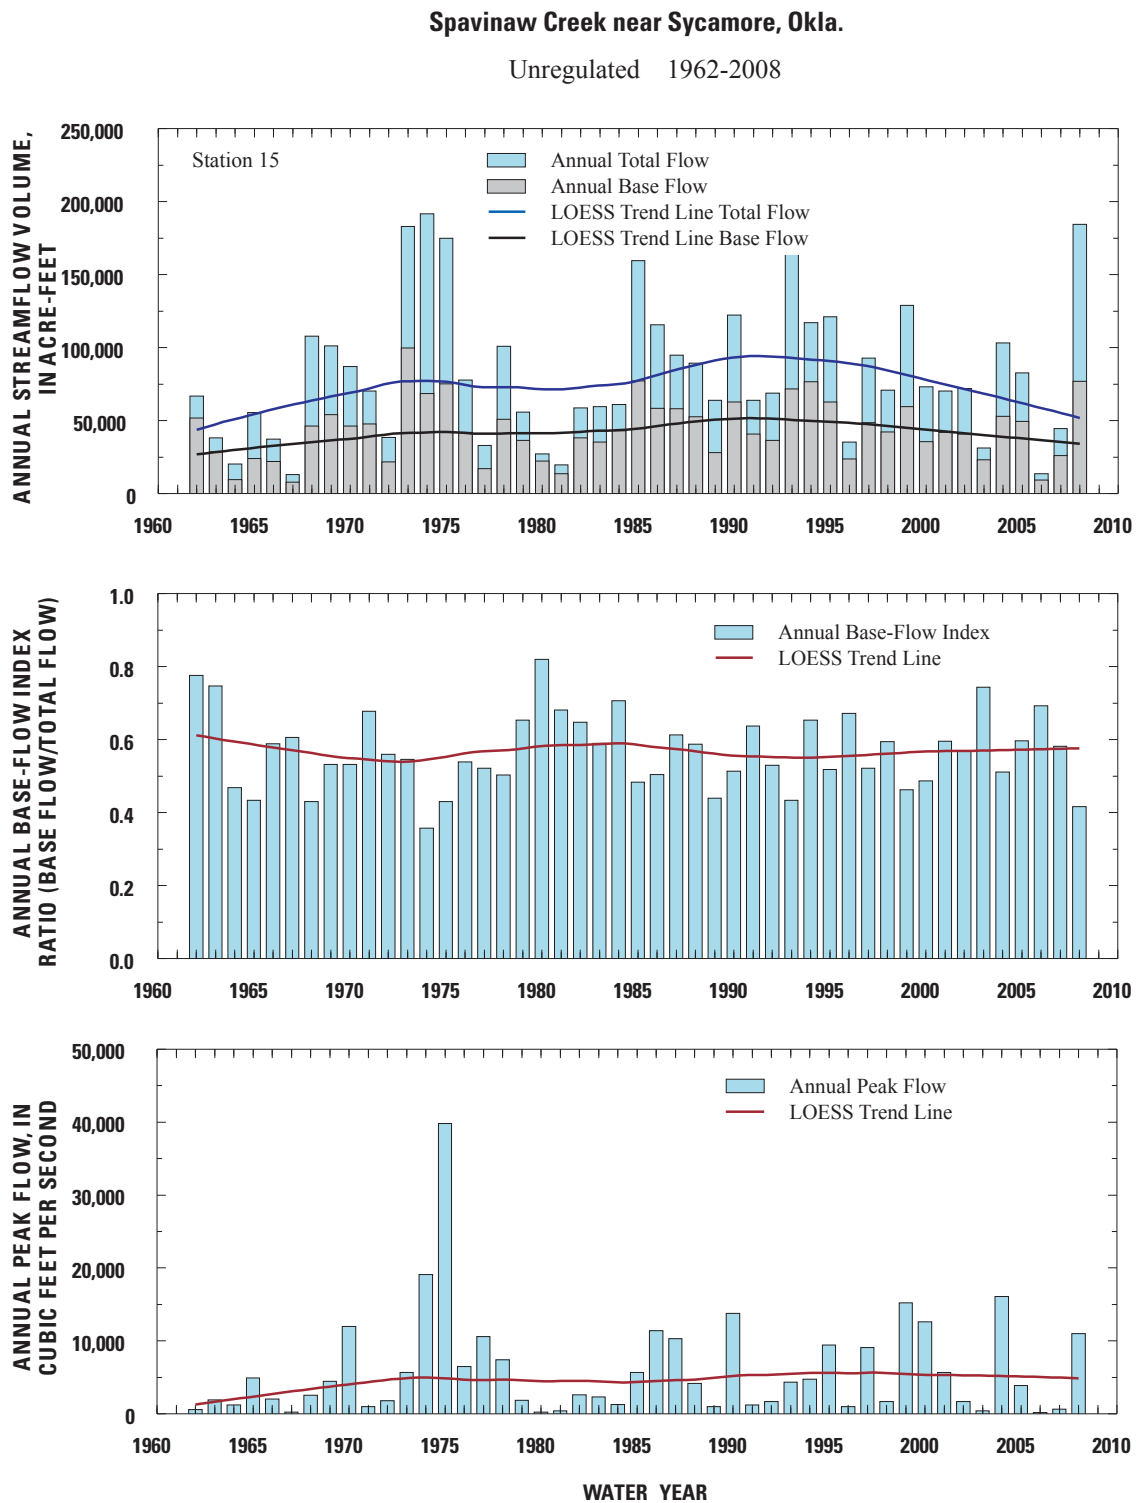 Spavinaw Creek near Sycamore, Okla.
Unregulated 1962-2008
ANNUAL STREAMFLOW VOLUME,
IN ACRE-FEET
250,000
200,000
150,000
100,000
50,000
0
Station 15
Annual Total Flow
Annual Base Flow
LOESS Trend Line Total Flow
LOESS Trend Line Base Flow
1960 1965 1970 1975 1980 1985 1990 1995 2000 2005 2010
ANNUAL BASE-FLOW INDEX
RATIO (BASE FLOW/TOTAL FLOW)
1.0
0.8
0.6
0.4
0.2
0.0
Annual Base-Flow Index
LOESS Trend Line
1960 1965 1970 1975 1980 1985 1990 1995 2000 2005 2010
ANNUAL PEAK FLOW, IN
CUBIC FEET PER SECOND
50,000
40,000
30,000
20,000
10,000
0
Annual Peak Flow
LOESS Trend Line
1960 1965 1970 1975 1980 1985 1990 1995 2000 2005 2010
WATER YEAR